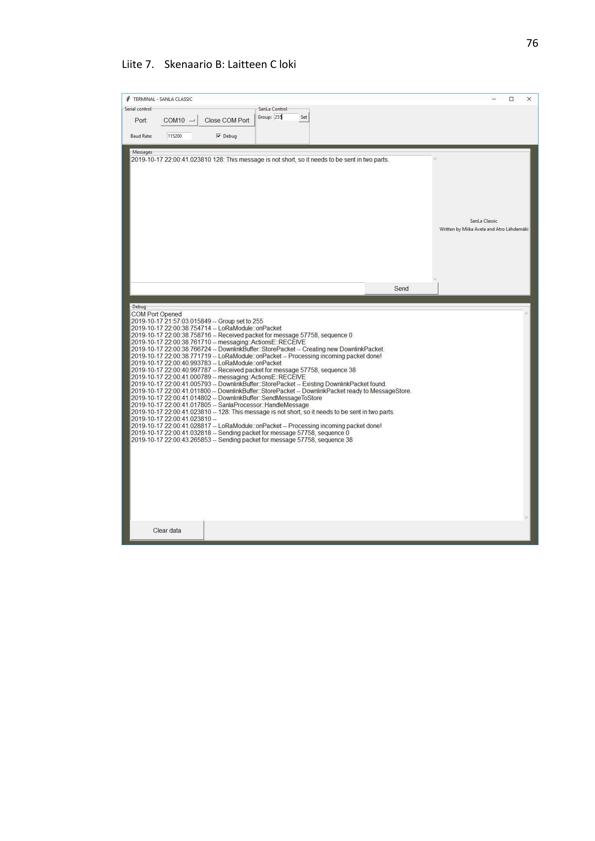 76
Liite 7. Skenaario B: Laitteen C loki
TERMINAL - SANLA CLASSIC
Serial control
SanLa Control
Port:
COM10
Close COM Port
Group: 255
Set
Baud Rate:
115200
Debug
Messages
2019-10-17 22:00:41.023810 128: This message is not short, so it needs to be sent in two parts.
SanLa Classic
Written by Miika Avela and Atro Lähdemäki
Send
Debug
COM Port Opened
2019-10-17 21:57:03.015849 -- Group set to 255
2019-10-17 22:00:38.754714 -- LoRaModule::onPacket
2019-10-17 22:00:38.758716 -- Received packet for message 57758, sequence 0
2019-10-17 22:00:38.761710 -- messaging::ActionsE::RECEIVE
2019-10-17 22:00:38.766724 -- DownlinkBuffer::StorePacket -- Creating new DownlinkPacket.
2019-10-17 22:00:38.771719 -- LoRaModule::onPacket -- Processing incoming packet done!
2019-10-17 22:00:40.993783 -- LoRaModule::onPacket
2019-10-17 22:00:40.997787 -- Received packet for message 57758, sequence 38
2019-10-17 22:00:41.000789 -- messaging::ActionsE::RECEIVE
2019-10-17 22:00:41.005793 -- DownlinkBuffer::StorePacket -- Existing DownlinkPacket found.
2019-10-17 22:00:41.011800 -- DownlinkBuffer::StorePacket -- DownlinkPacket ready to MessageStore.
2019-10-17 22:00:41.014802 -- DownlinkBuffer::SendMessageToStore
2019-10-17 22:00:41.017805 -- SanlaProcessor::HandleMessage
2019-10-17 22:00:41.023810 -- 128: This message is not short, so it needs to be sent in two parts.
2019-10-17 22:00:41.023810 --
2019-10-17 22:00:41.028817 -- LoRaModule::onPacket -- Processing incoming packet done!
2019-10-17 22:00:41.032818 -- Sending packet for message 57758, sequence 0
2019-10-17 22:00:43.265853 -- Sending packet for message 57758, sequence 38
Clear data